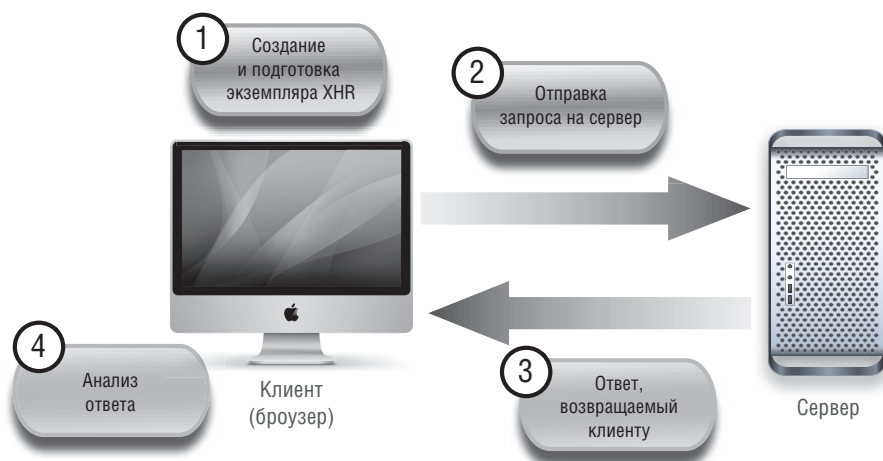 1
Создание
и подготовка
экземпляра XHR
2
Отправка
запроса на сервер
3
Ответ,
возвращаемый
клиенту
4
Анализ
ответа
Клиент
(броузер)
Сервер